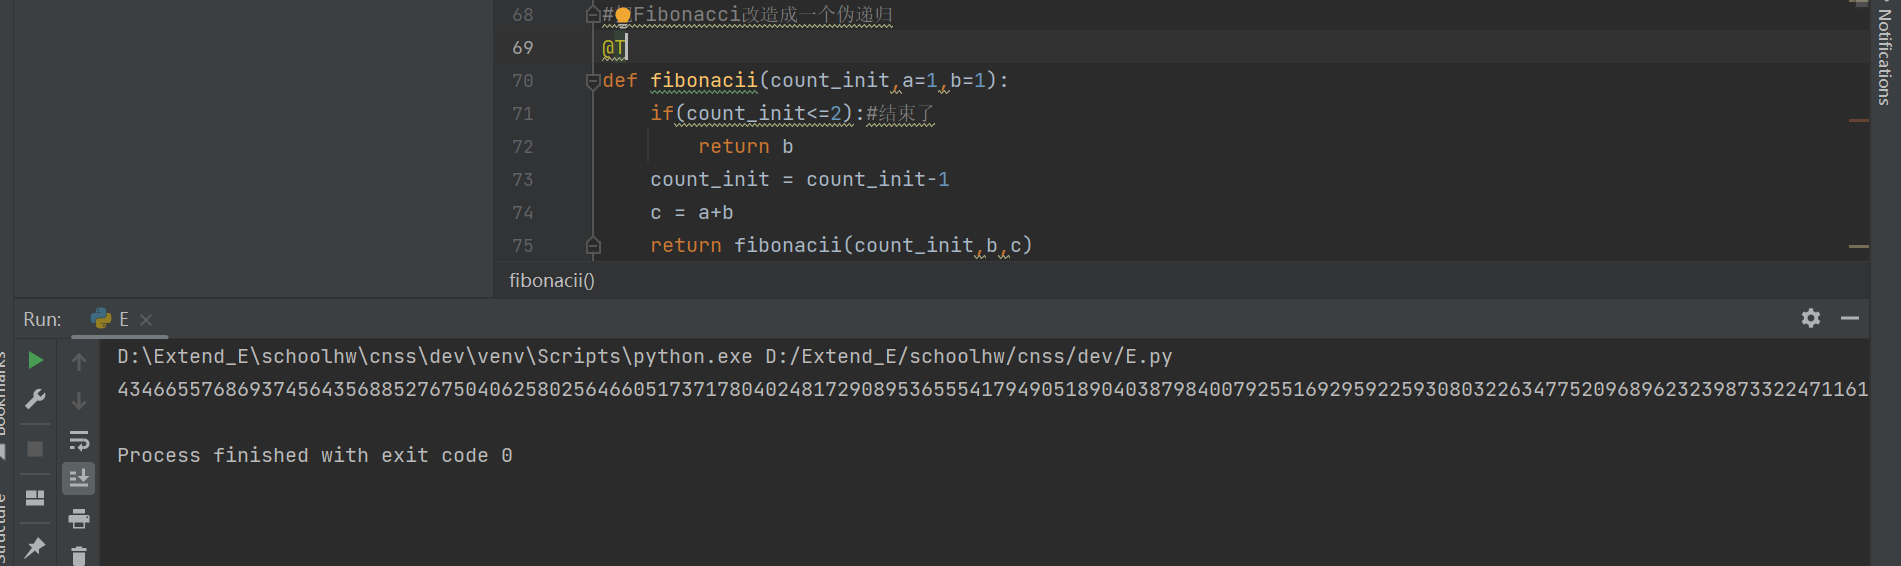 68 #Fibonacci改造成一个伪递归
69 @T
70 def fibonacii(count_init,a=1,b=1):
71 if(count_init<=2):#结束了
72 return b
73 count_init = count_init-1
74 c = a+b
75 return fibonacii(count_init,b,c)
fibonacii()
Notifications
Run: E
D:\Extend_E\schoolhw\cnss\dev\venv\Scripts\python.exe D:/Extend_E/schoolhw/cnss/dev/E.py
43466557686937456435688527675040625802564660517371780402481729089536555417949051890403879840079255169295922593080322634775209689623239873322471161
Process finished with exit code 0
Structure